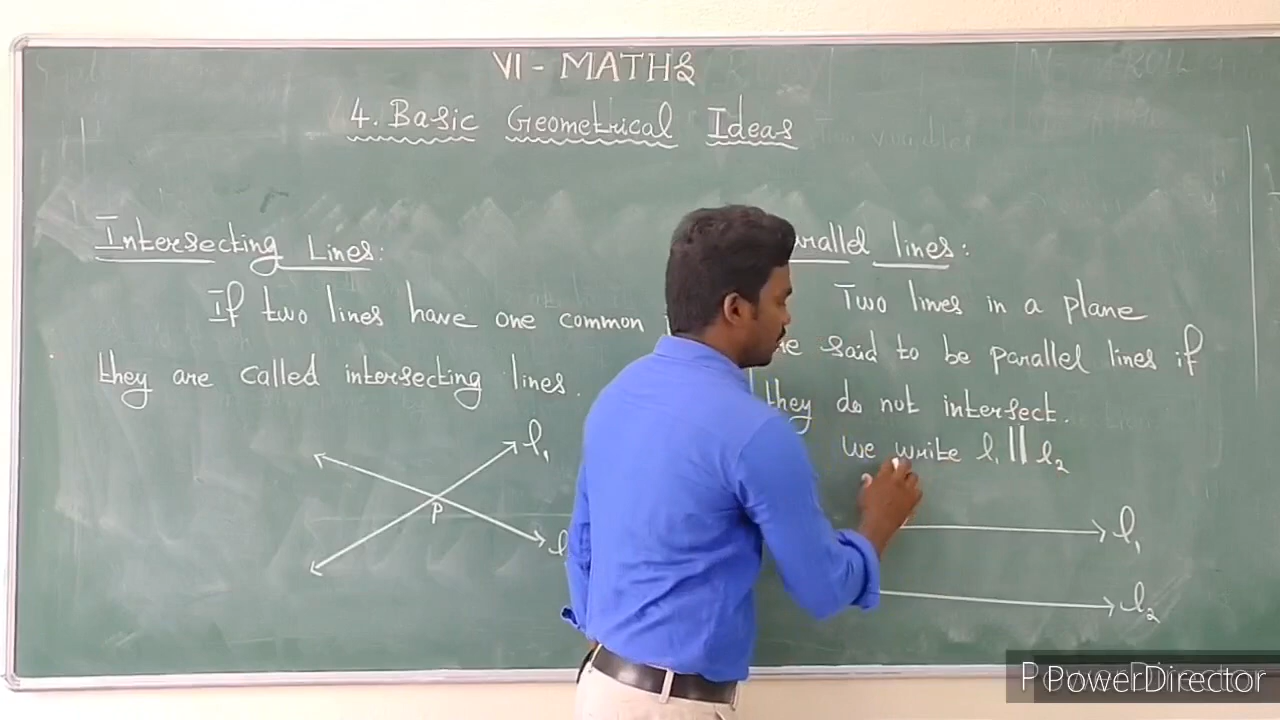 VI - MATHS
4. Basic Geometrical Ideas
Intersecting Lines:
If two lines have one common
they are called intersecting lines.
l₁
P
l
rallel lines:
Two lines in a plane
said to be parallel lines if
they do not intersect.
We write l₁ || l₂
l₁
l₂
PowerDirector